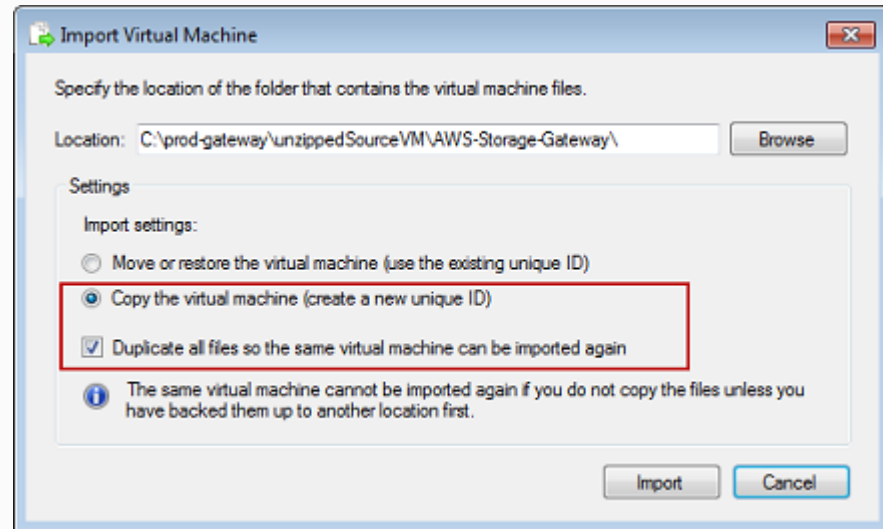 Import Virtual Machine
Specify the location of the folder that contains the virtual machine files.
Location: C:\prod-gateway\unzippedSourceVM\AWS-Storage-Gateway\ Browse
Settings
Import settings:
Move or restore the virtual machine (use the existing unique ID)
Copy the virtual machine (create a new unique ID)
Duplicate all files so the same virtual machine can be imported again
The same virtual machine cannot be imported again if you do not copy the files unless you
have backed them up to another location first.
Import Cancel